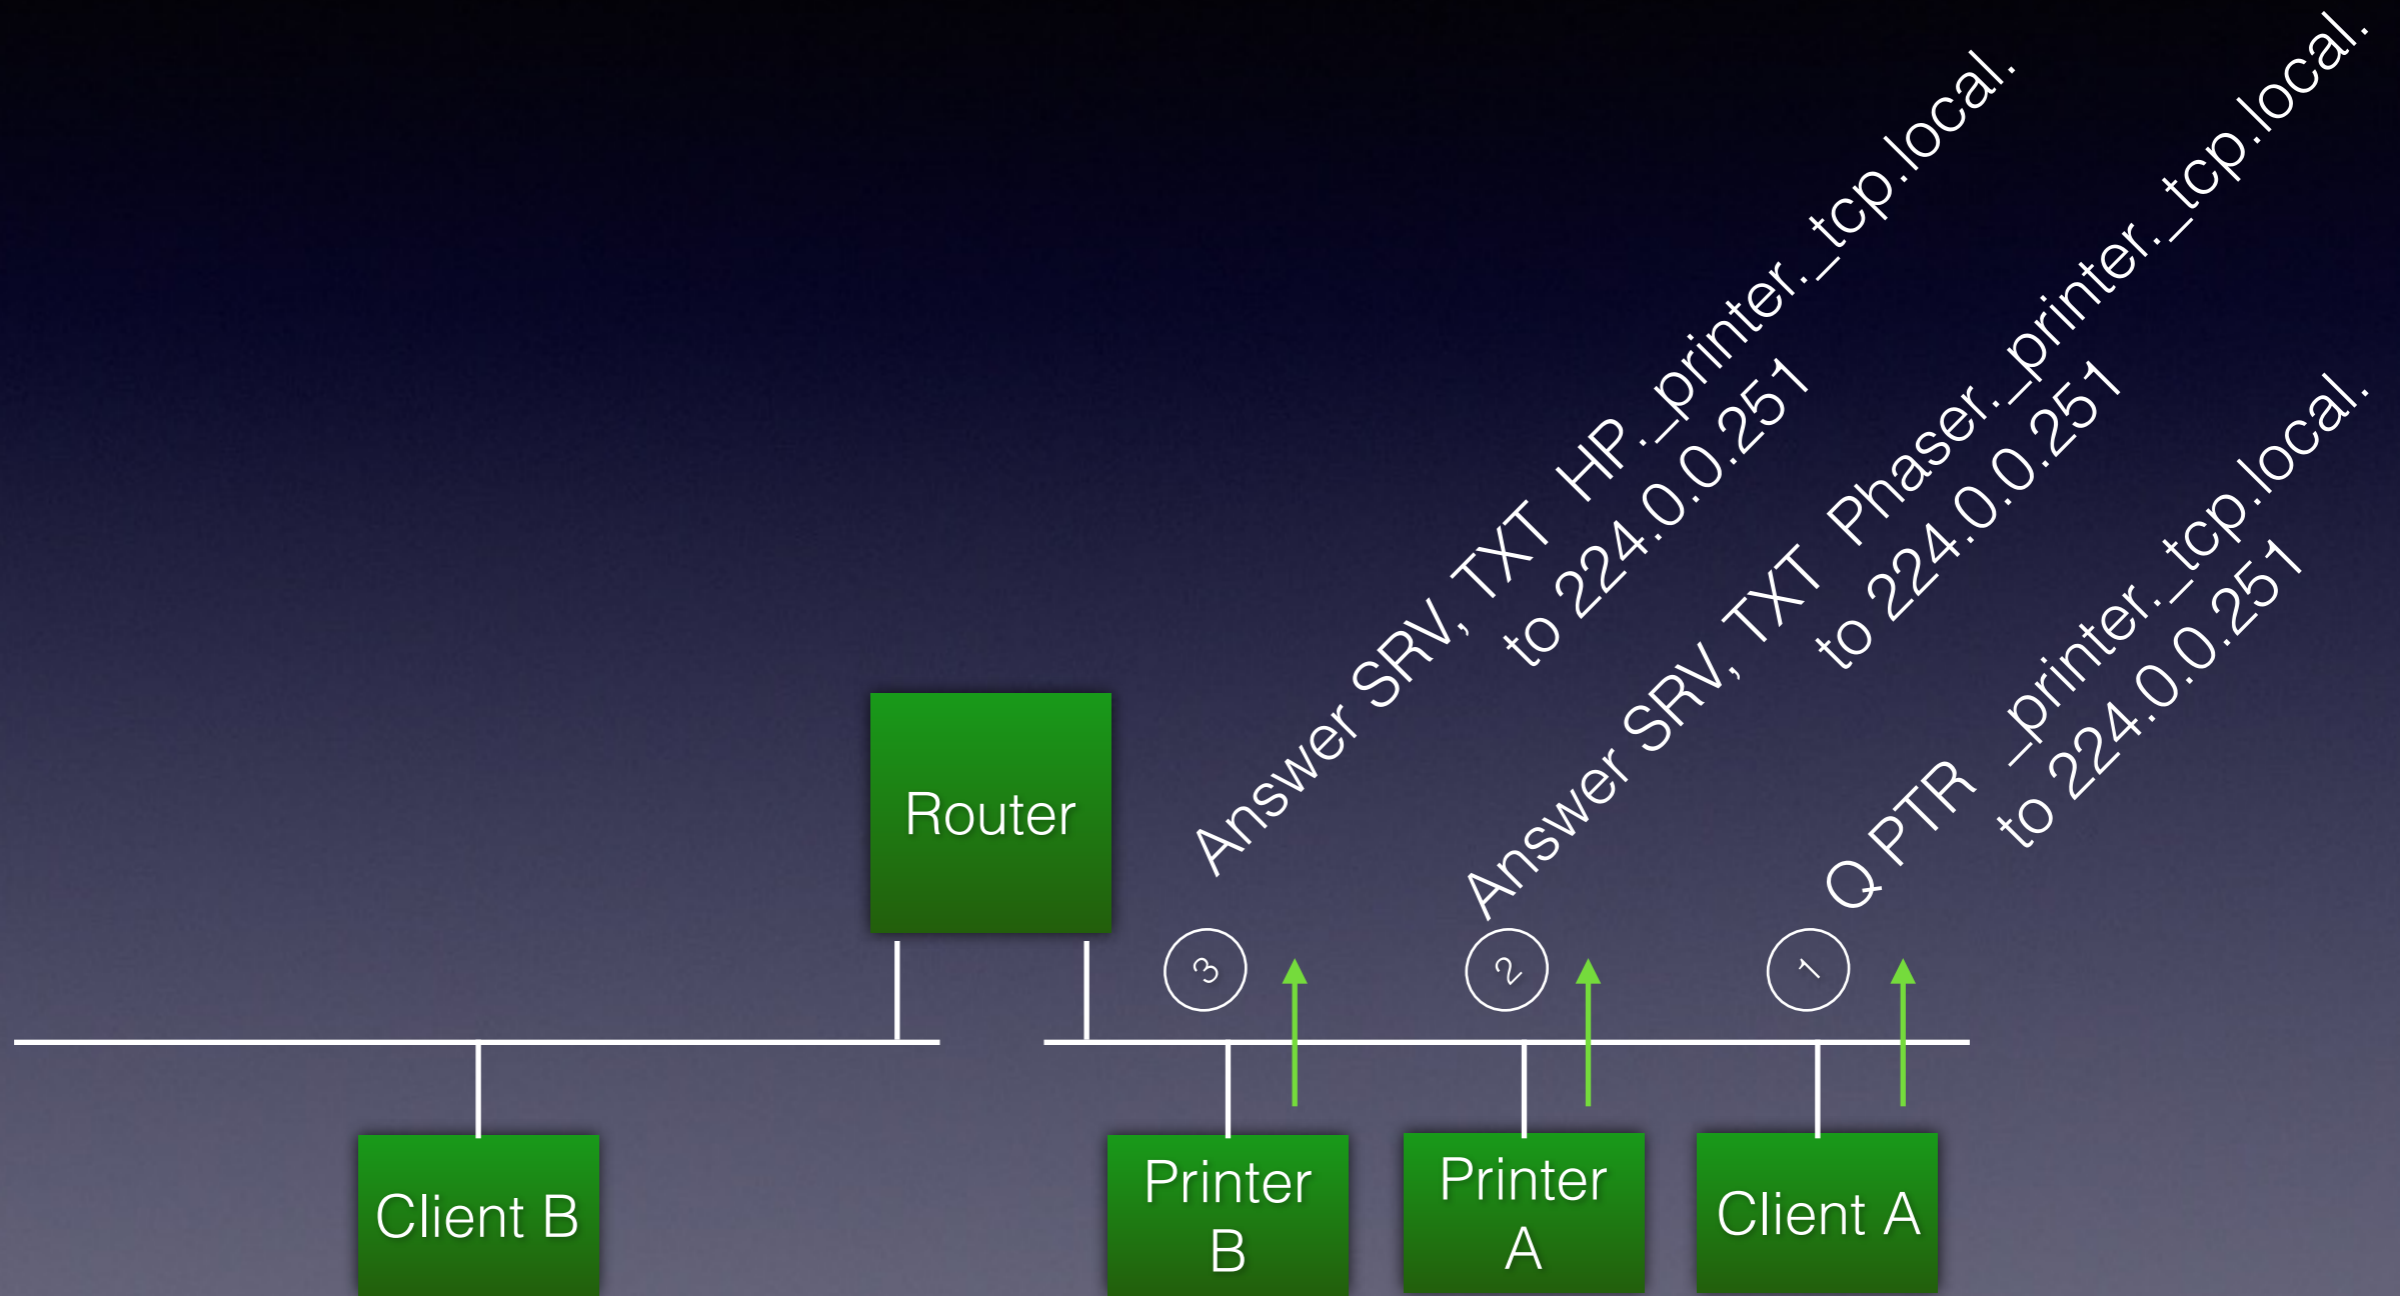 Answer SRV, TXT HP._printer._tcp.local.
to 224.0.0.251
Answer SRV, TXT Phaser._printer._tcp.local.
to 224.0.0.251
Q PTR _printer._tcp.local.
to 224.0.0.251
Router
3
2
1
Client B
Printer
B
Printer
A
Client A